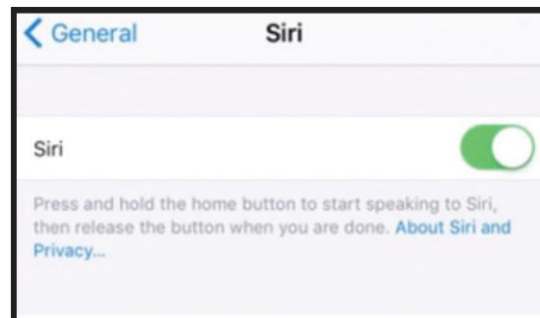 General Siri
Siri
Press and hold the home button to start speaking to Siri,
then release the button when you are done. About Siri and
Privacy...